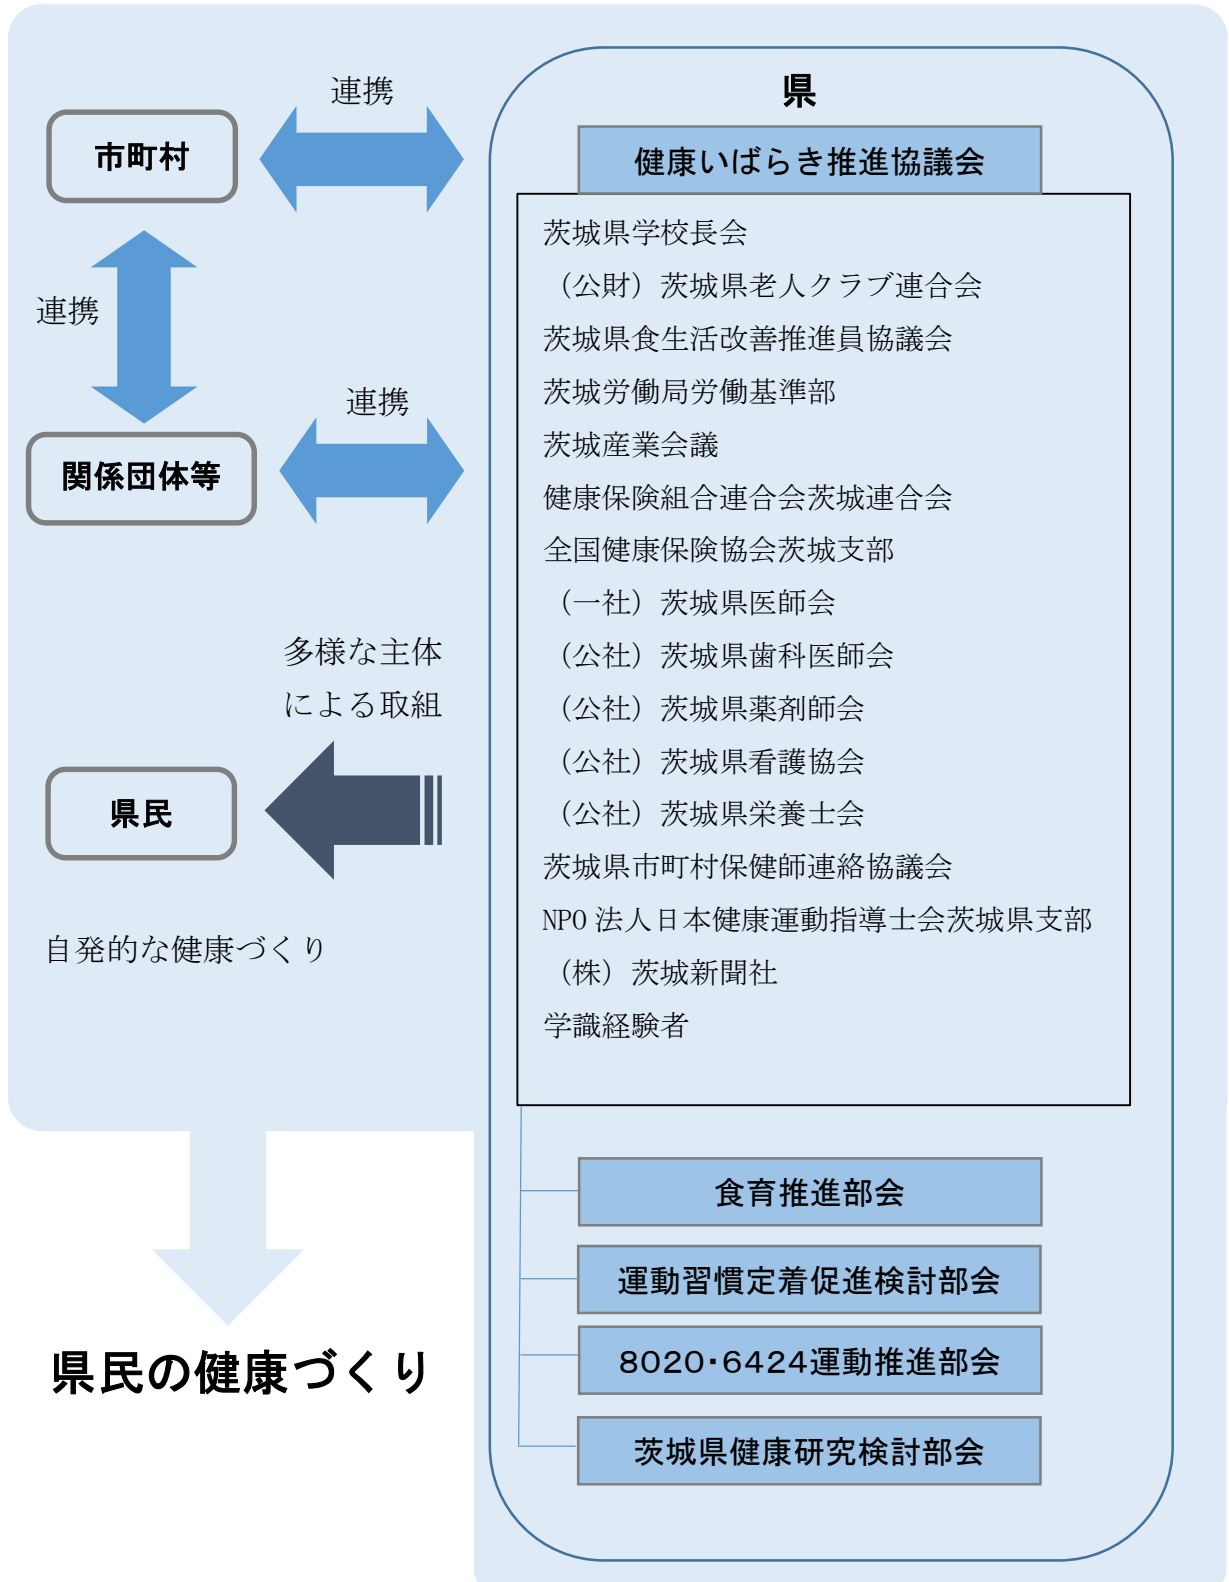 県
連携
市町村
健康いばらき推進協議会
茨城県学校長会
（公財）茨城県老人クラブ連合会
連携
茨城県食生活改善推進員協議会
茨城労働局労働基準部
連携
茨城産業会議
関係団体等
健康保険組合連合会茨城連合会
全国健康保険協会茨城支部
（一社）茨城県医師会
多様な主体
による取組
（公社）茨城県歯科医師会
（公社）茨城県薬剤師会
（公社）茨城県看護協会
県民
（公社）茨城県栄養士会
茨城県市町村保健師連絡協議会
NPO 法人日本健康運動指導士会茨城県支部
自発的な健康づくり
（株）茨城新聞社
学識経験者
食育推進部会
運動習慣定着促進検討部会
８０２０・６４２４運動推進部会
県民の健康づくり
茨城県健康研究検討部会